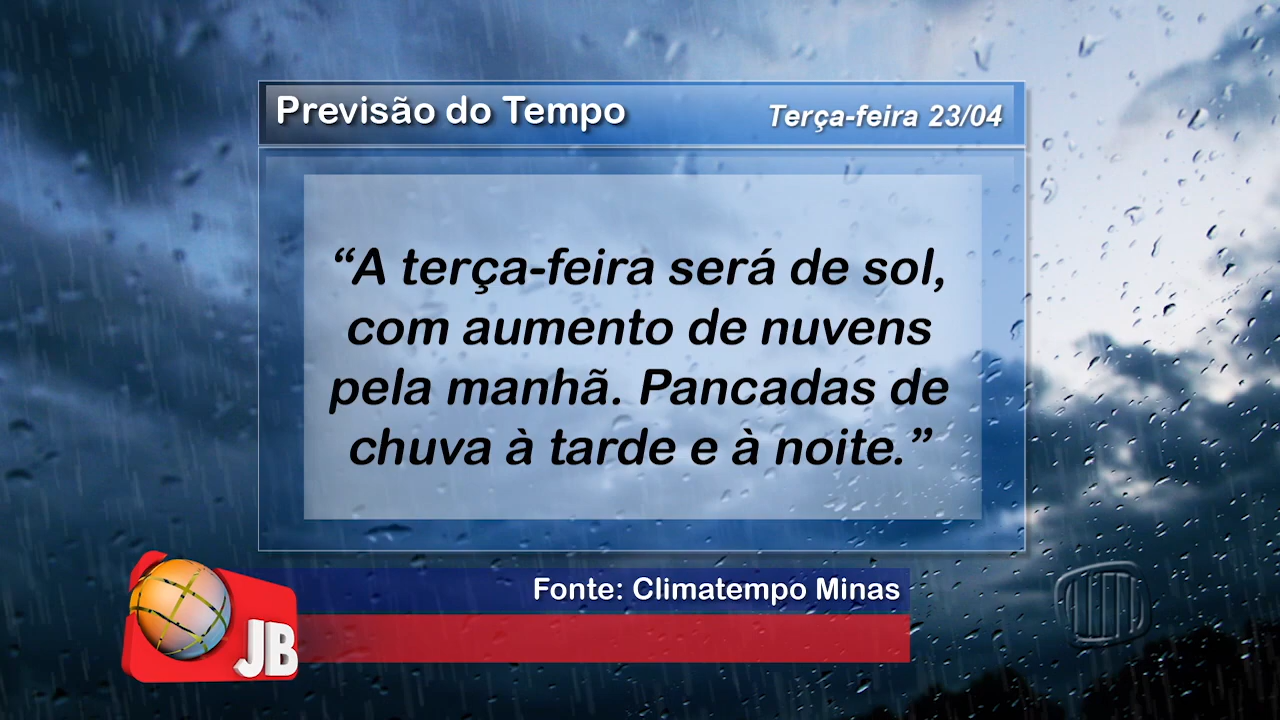 Previsão do Tempo
Terça-feira 23/04
“A terça-feira será de sol,
com aumento de nuvens
pela manhã. Pancadas de
chuva à tarde e à noite.”
Fonte: Climatempo Minas
JB